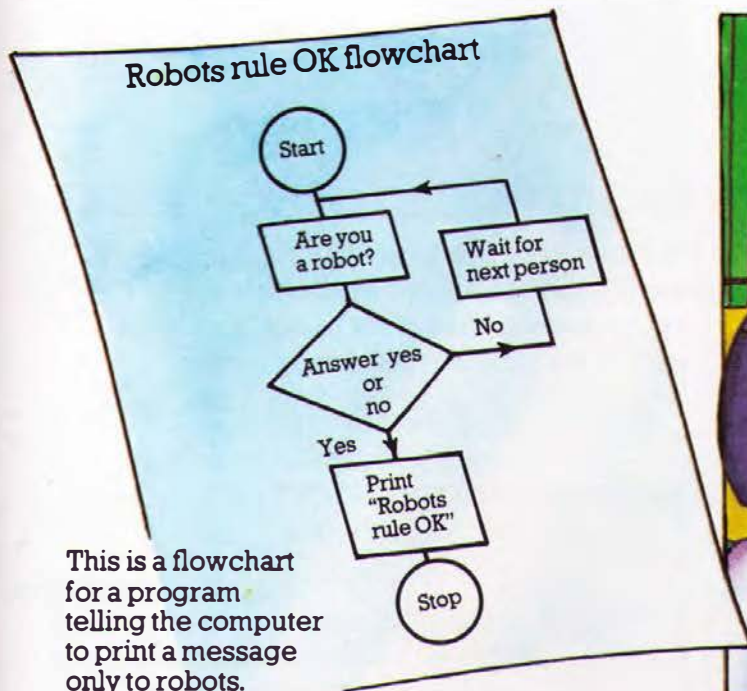 Robots rule OK flowchart
Start
Are you
a robot?
Wait for
next person
No
Answer yes
or
no
Yes
Print
“Robots
rule OK”
Stop
This is a flowchart
for a program
telling the computer
to print a message
only to robots.